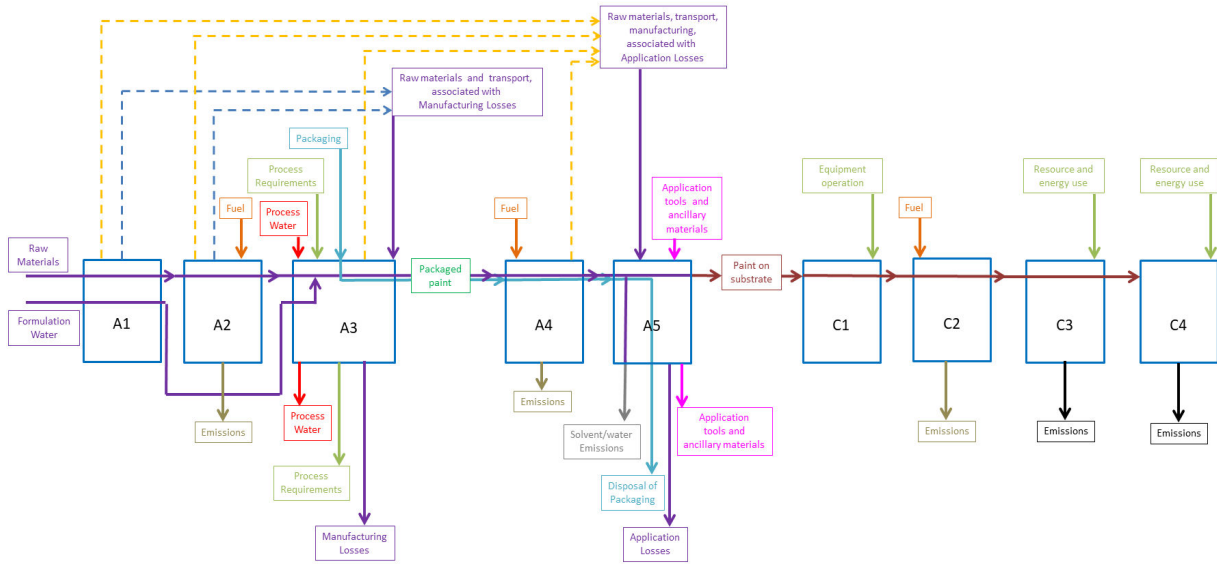 Raw materials, transport,
manufacturing,
associated with
Application Losses
Raw materials and transport,
associated with
Manufacturing Losses
Packaging
Process
Requirements
Equipment
operation
Resource and
energy use
Resource and
energy use
Application
tools and
ancillary
materials
Fuel
Process
Water
Fuel
Fuel
Raw
Materials
Packaged
paint
Paint on
substrate
Formulation
Water
A1
A2
A3
A4
A5
C1
C2
C3
C4
Emissions
Process
Water
Emissions
Solvent/water
Emissions
Application
tools and
ancillary materials
Emissions
Emissions
Emissions
Process
Requirements
Disposal of
Packaging
Manufacturing
Losses
Application
Losses